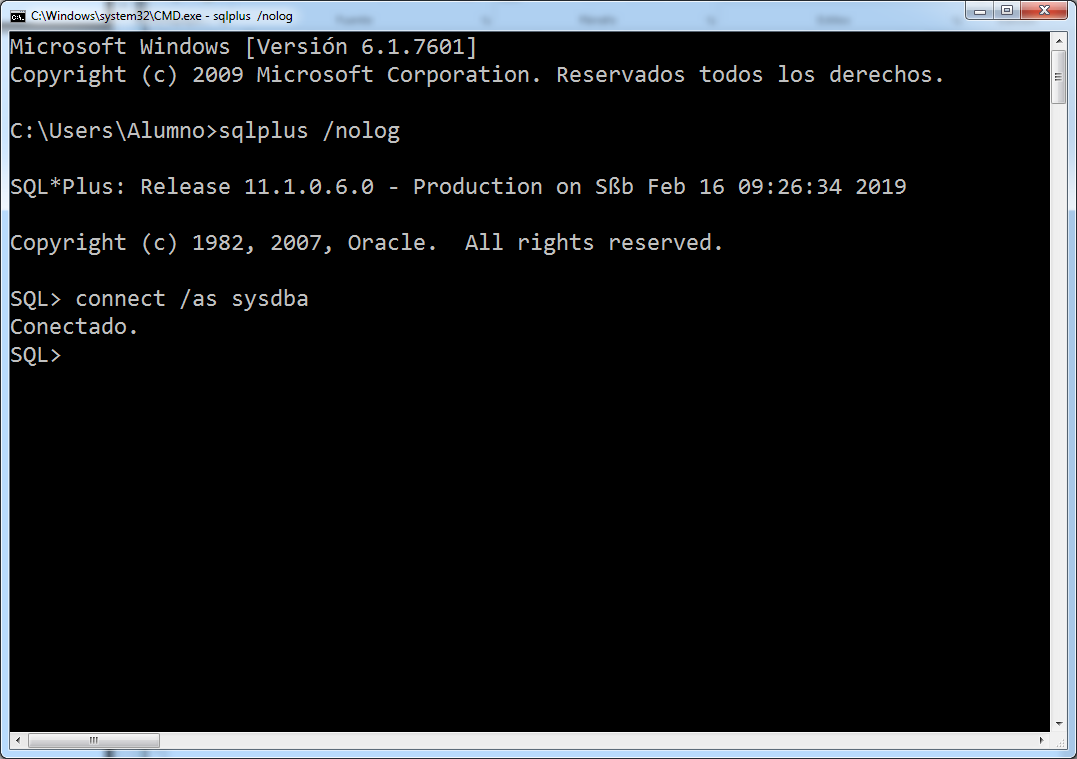 C:\Windows\system32\CMD.exe - sqlplus  /nolog
Microsoft Windows [Versión 6.1.7601]
Copyright (c) 2009 Microsoft Corporation. Reservados todos los derechos.
C:\Users\Alumno>sqlplus /nolog
SQL*Plus: Release 11.1.0.6.0 - Production on Sßb Feb 16 09:26:34 2019
Copyright (c) 1982, 2007, Oracle.  All rights reserved.
SQL> connect /as sysdba
Conectado.
SQL>